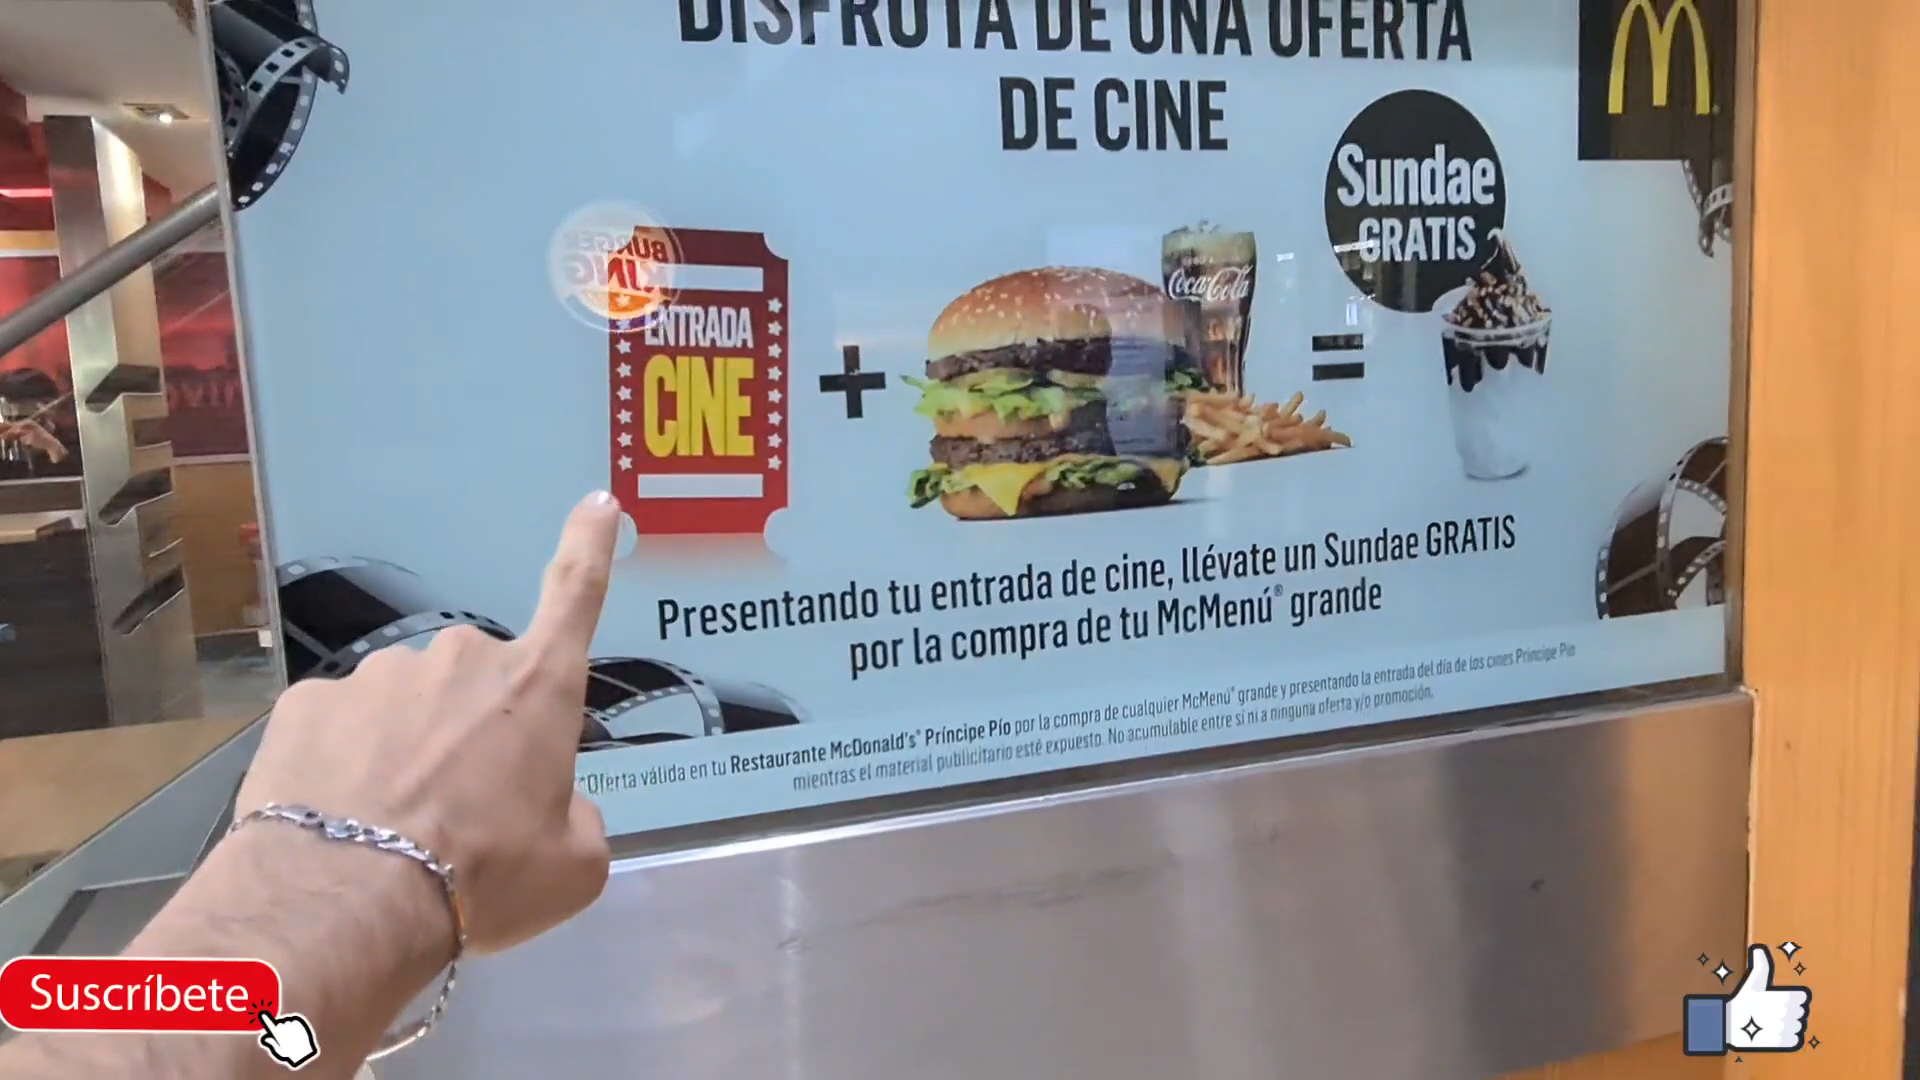 DISFRUTA DE UNA OFERTA
DE CINE
Sundae
GRATIS
BURGER
KING
ENTRADA
CINE
Coca-Cola
+
=
Presentando tu entrada de cine, llévate un Sundae GRATIS
por la compra de tu McMenú® grande
*Oferta válida en tu Restaurante McDonald's® Príncipe Pío por la compra de cualquier McMenú® grande y presentando la entrada del día de los cines Príncipe Pío
mientras el material publicitario esté expuesto. No acumulable entre sí ni a ninguna oferta y/o promoción.
Suscríbete